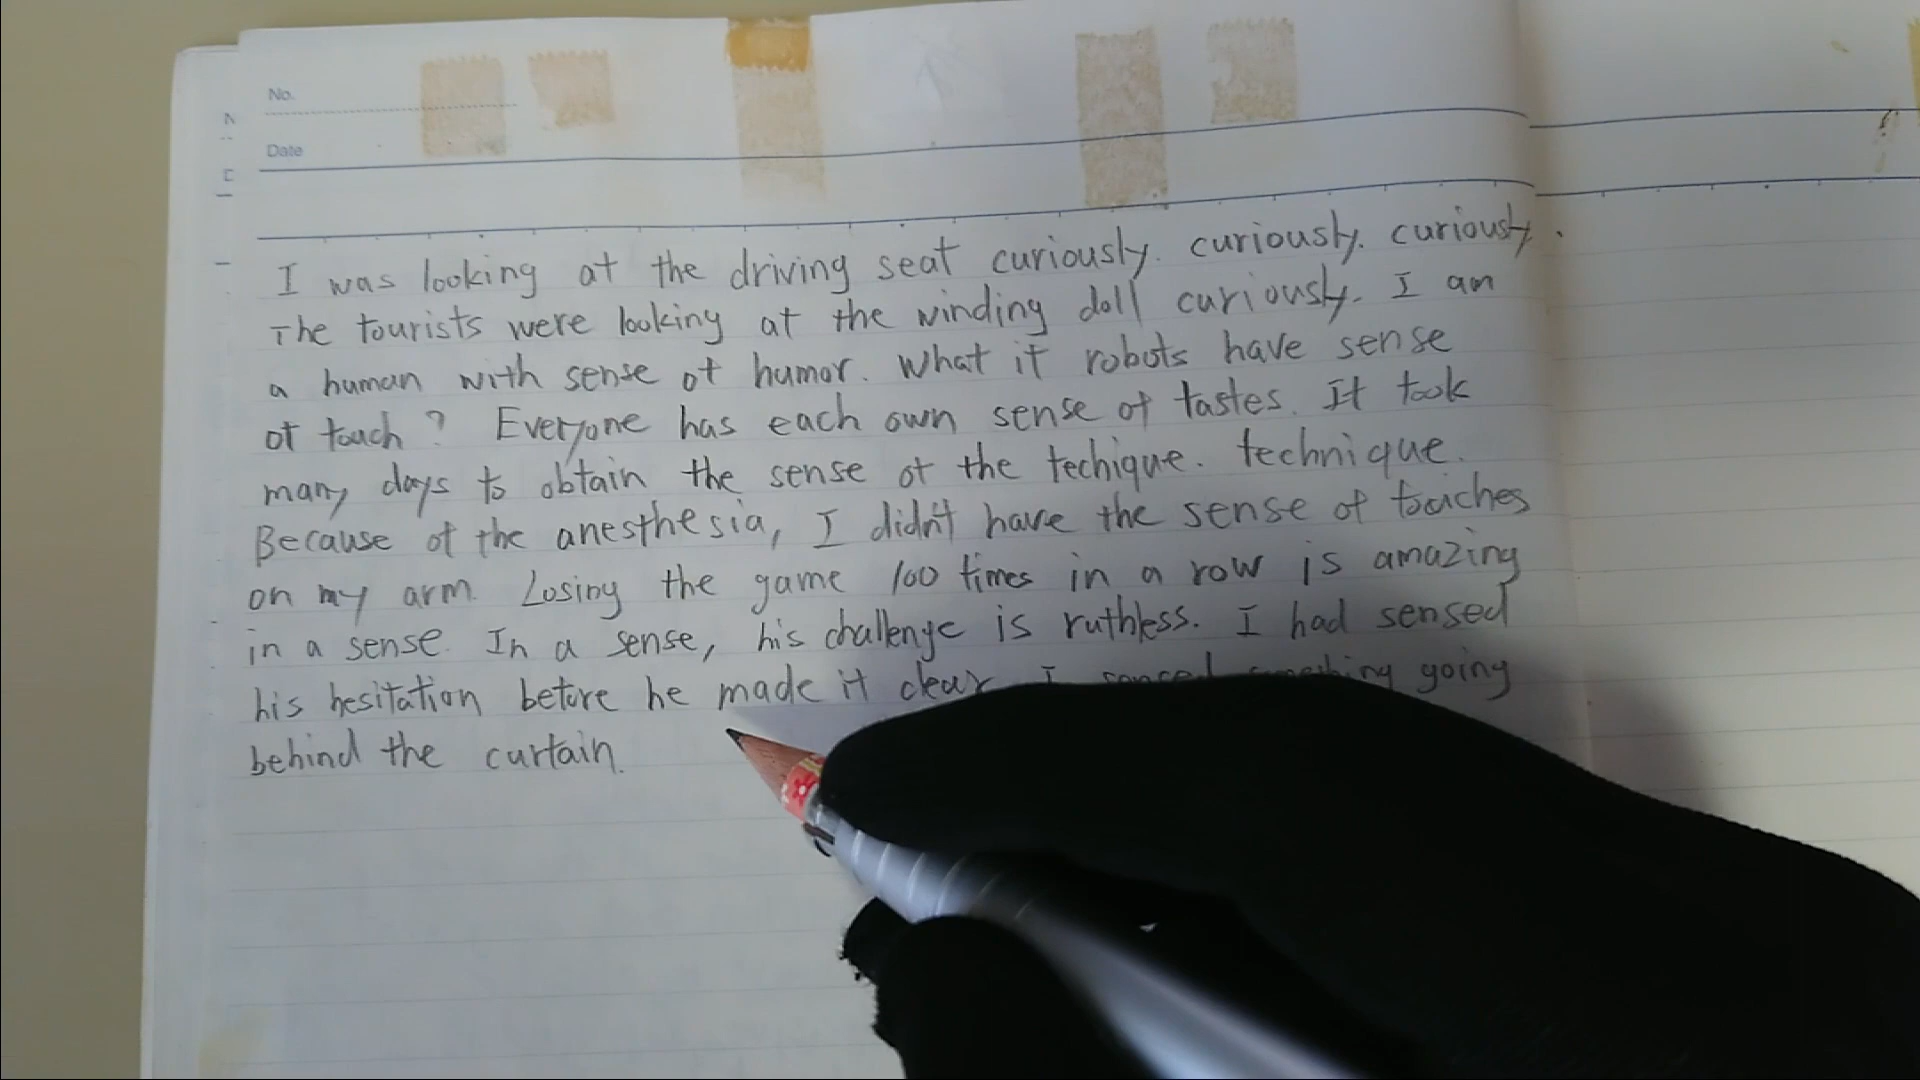 No.
Date
I was looking at the driving seat curiously. curiously. curiously.
The tourists were looking at the winding doll curiously. I am
a human with sense of humor. What if robots have sense
of touch? Everyone has each own sense of tastes. It took
many days to obtain the sense of the techique. technique.
Because of the anesthesia, I didn't have the sense of touches
on my arm. Losing the game 100 times in a row is amazing
in a sense. In a sense, his challenge is ruthless. I had sensed
his hesitation before he made it clear. I sensed something going
behind the curtain.